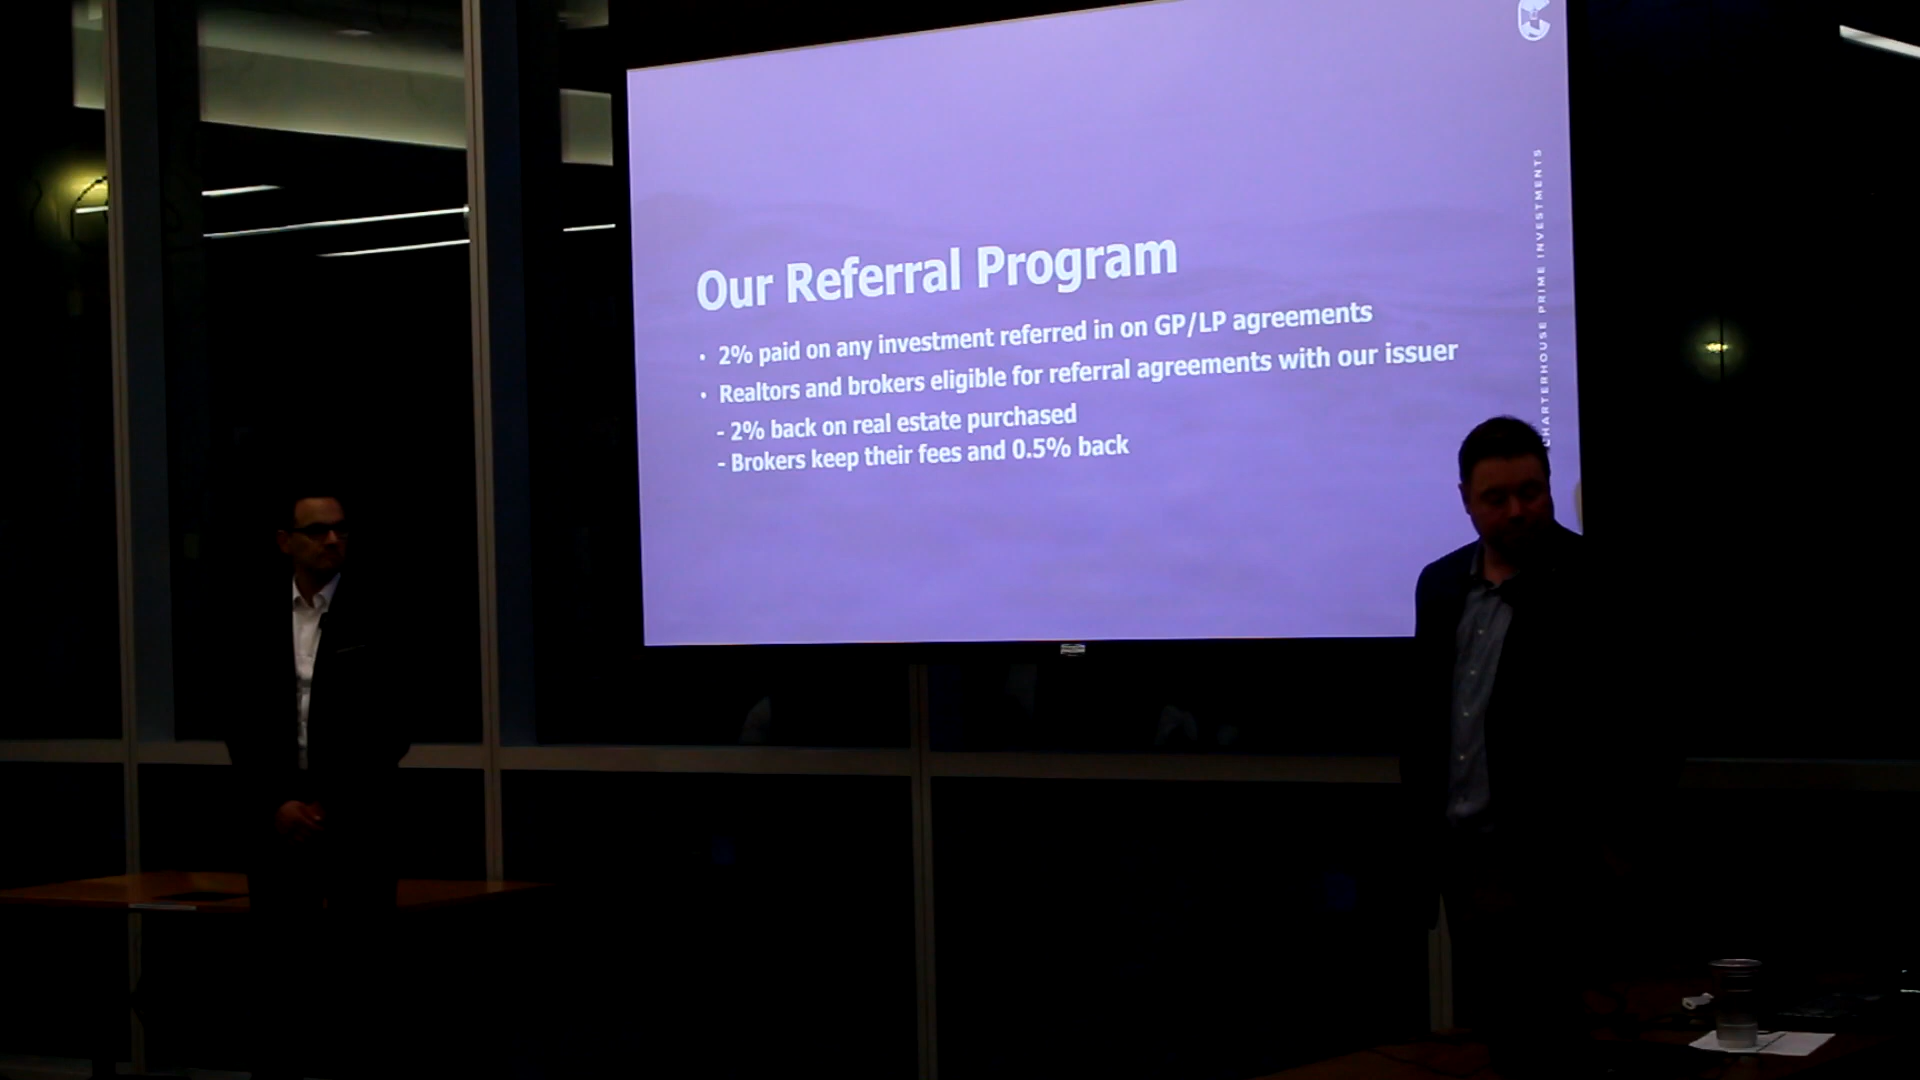 Our Referral Program
• 2% paid on any investment referred in on GP/LP agreements
• Realtors and brokers eligible for referral agreements with our issuer
- 2% back on real estate purchased
- Brokers keep their fees and 0.5% back
CHARTERHOUSE PRIME INVESTMENTS